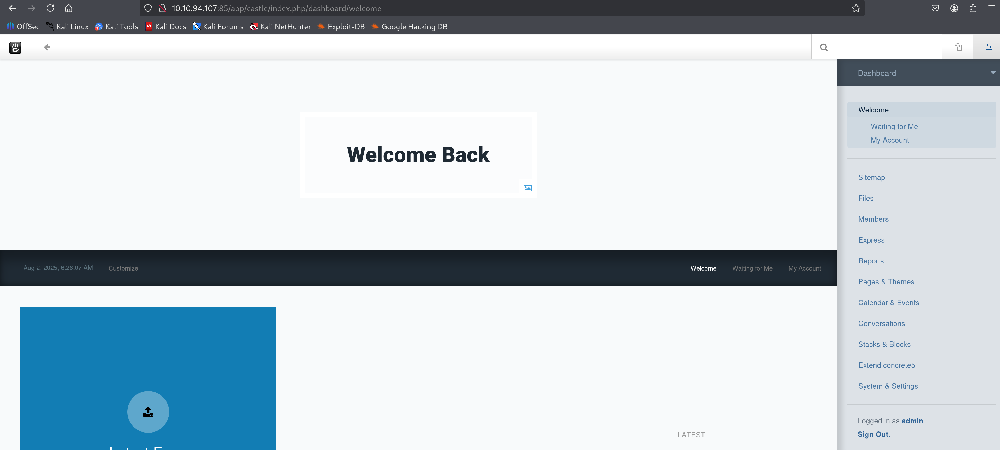 10.10.94.107:85/app/castle/index.php/dashboard/welcome
OffSec Kali Linux Kali Tools Kali Docs Kali Forums Kali NetHunter Exploit-DB Google Hacking DB
Dashboard
Welcome
Waiting for Me
My Account
Sitemap
Files
Members
Express
Reports
Pages & Themes
Calendar & Events
Conversations
Stacks & Blocks
Extend concrete5
System & Settings
Logged in as admin.
Sign Out.
Welcome Back
Aug 2, 2025, 6:26:07 AM Customize Welcome Waiting for Me My Account
LATEST